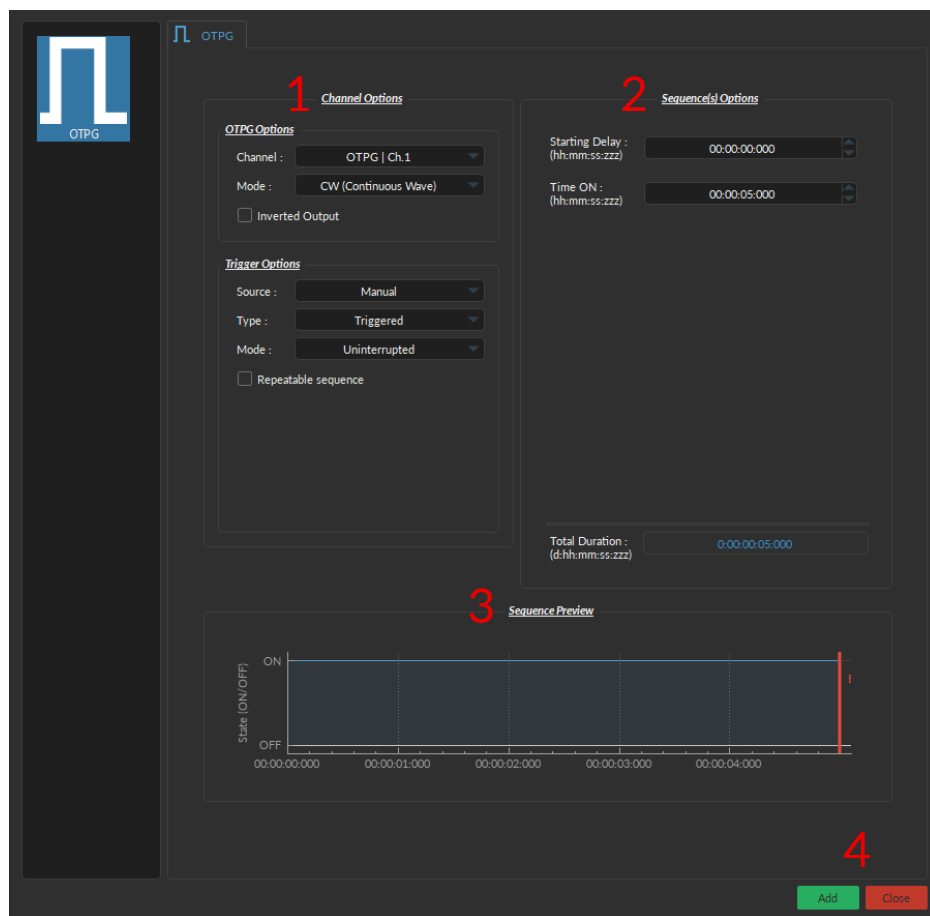 OTPG
OTPG
1 Channel Options
OTPG Options
Channel : OTPG | Ch.1
Mode : CW (Continuous Wave)
Inverted Output
Trigger Options
Source : Manual
Type : Triggered
Mode : Uninterrupted
Repeatable sequence
2 Sequence(s) Options
Starting Delay :
(hh:mm:ss:zzz) 00:00:00:000
Time ON :
(hh:mm:ss:zzz) 00:00:05:000
Total Duration :
(d:hh:mm:ss:zzz) 0:00:00:05:000
3 Sequence Preview
State (ON/OFF)
ON
OFF
00:00:00:000 00:00:01:000 00:00:02:000 00:00:03:000 00:00:04:000
4
Add Close